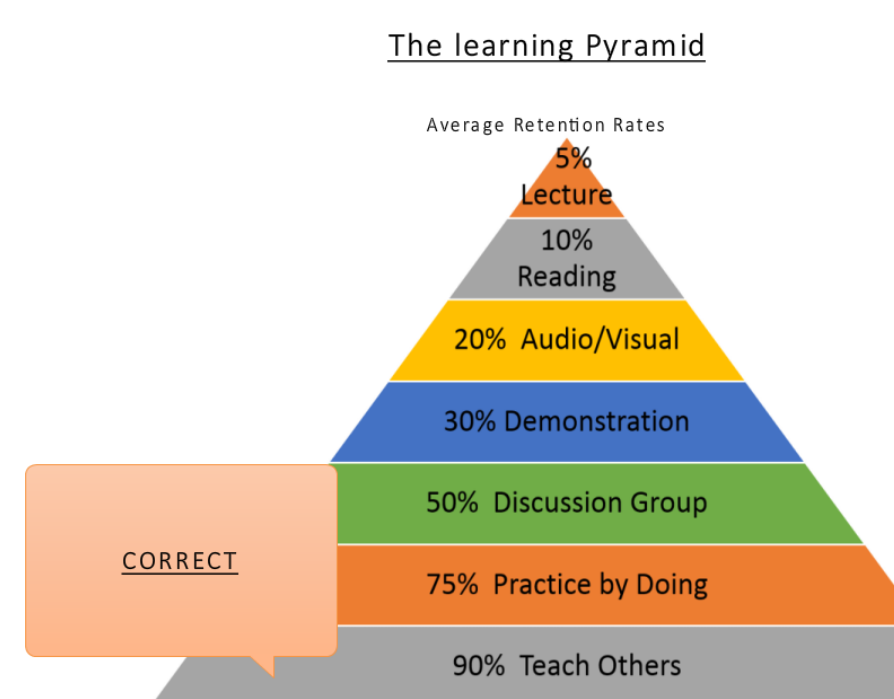 The learning Pyramid
Average Retention Rates
5%
Lecture
10%
Reading
20% Audio/Visual
30% Demonstration
50% Discussion Group
CORRECT
75% Practice by Doing
90% Teach Others